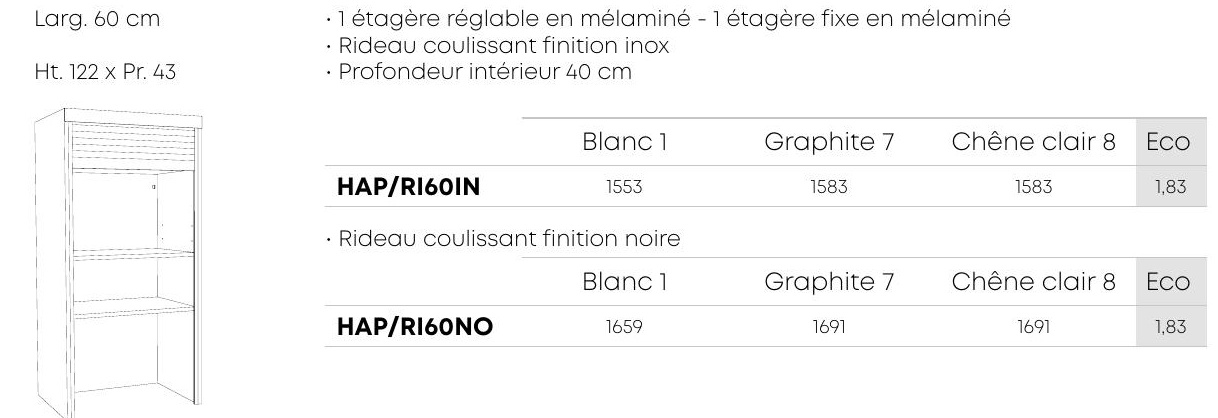 Larg. 60 cm
Ht. 122 x Pr. 43
· 1 étagère réglable en mélaminé - 1 étagère fixe en mélaminé
· Rideau coulissant finition inox
· Profondeur intérieur 40 cm
Blanc 1 Graphite 7 Chêne clair 8 Eco
HAP/RI60IN 1553 1583 1583 1,83
· Rideau coulissant finition noire
Blanc 1 Graphite 7 Chêne clair 8 Eco
HAP/RI60NO 1659 1691 1691 1,83